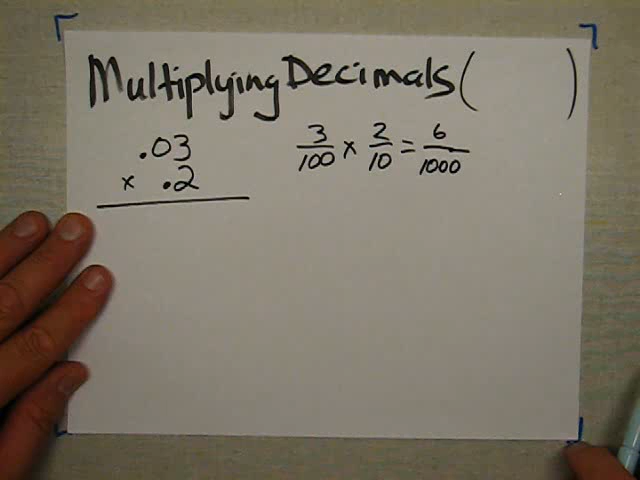 Multiplying Decimals ( )
.03
x .2
3/100 x 2/10 = 6/1000